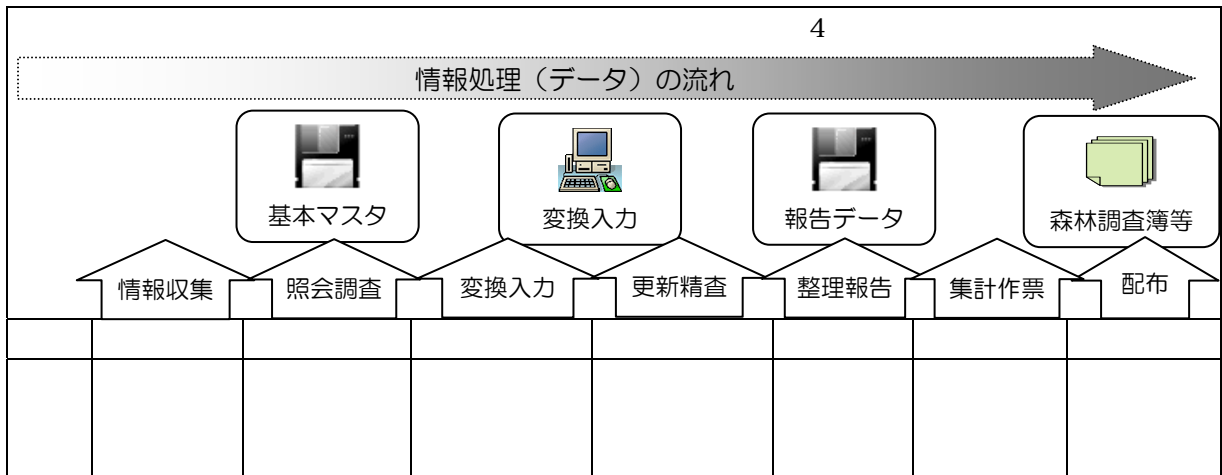 4
情報処理（データ）の流れ
基本マスタ
変換入力
報告データ
森林調査簿等
情報収集
照会調査
変換入力
更新精査
整理報告
集計作票
配布